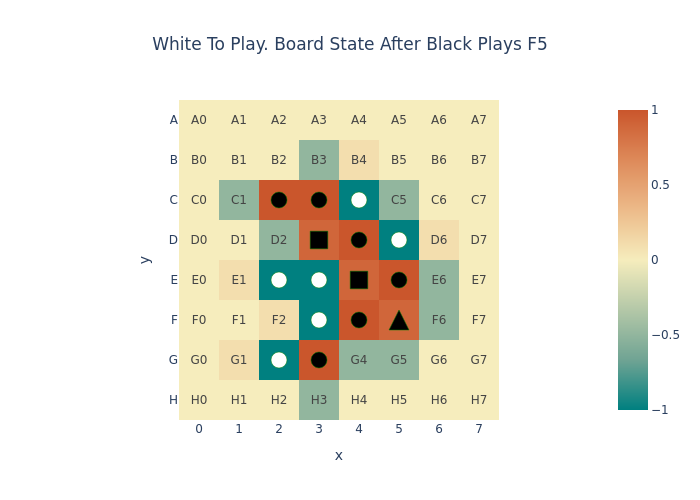 White To Play. Board State After Black Plays F5
A A0 A1 A2 A3 A4 A5 A6 A7
B B0 B1 B2 B3 B4 B5 B6 B7
C C0 C1 C5 C6 C7
D D0 D1 D2 D6 D7
E E0 E1 E6 E7
F F0 F1 F2 F6 F7
G G0 G1 G4 G5 G6 G7
H H0 H1 H2 H3 H4 H5 H6 H7
0 1 2 3 4 5 6 7
x
y
1
0.5
0
−0.5
−1